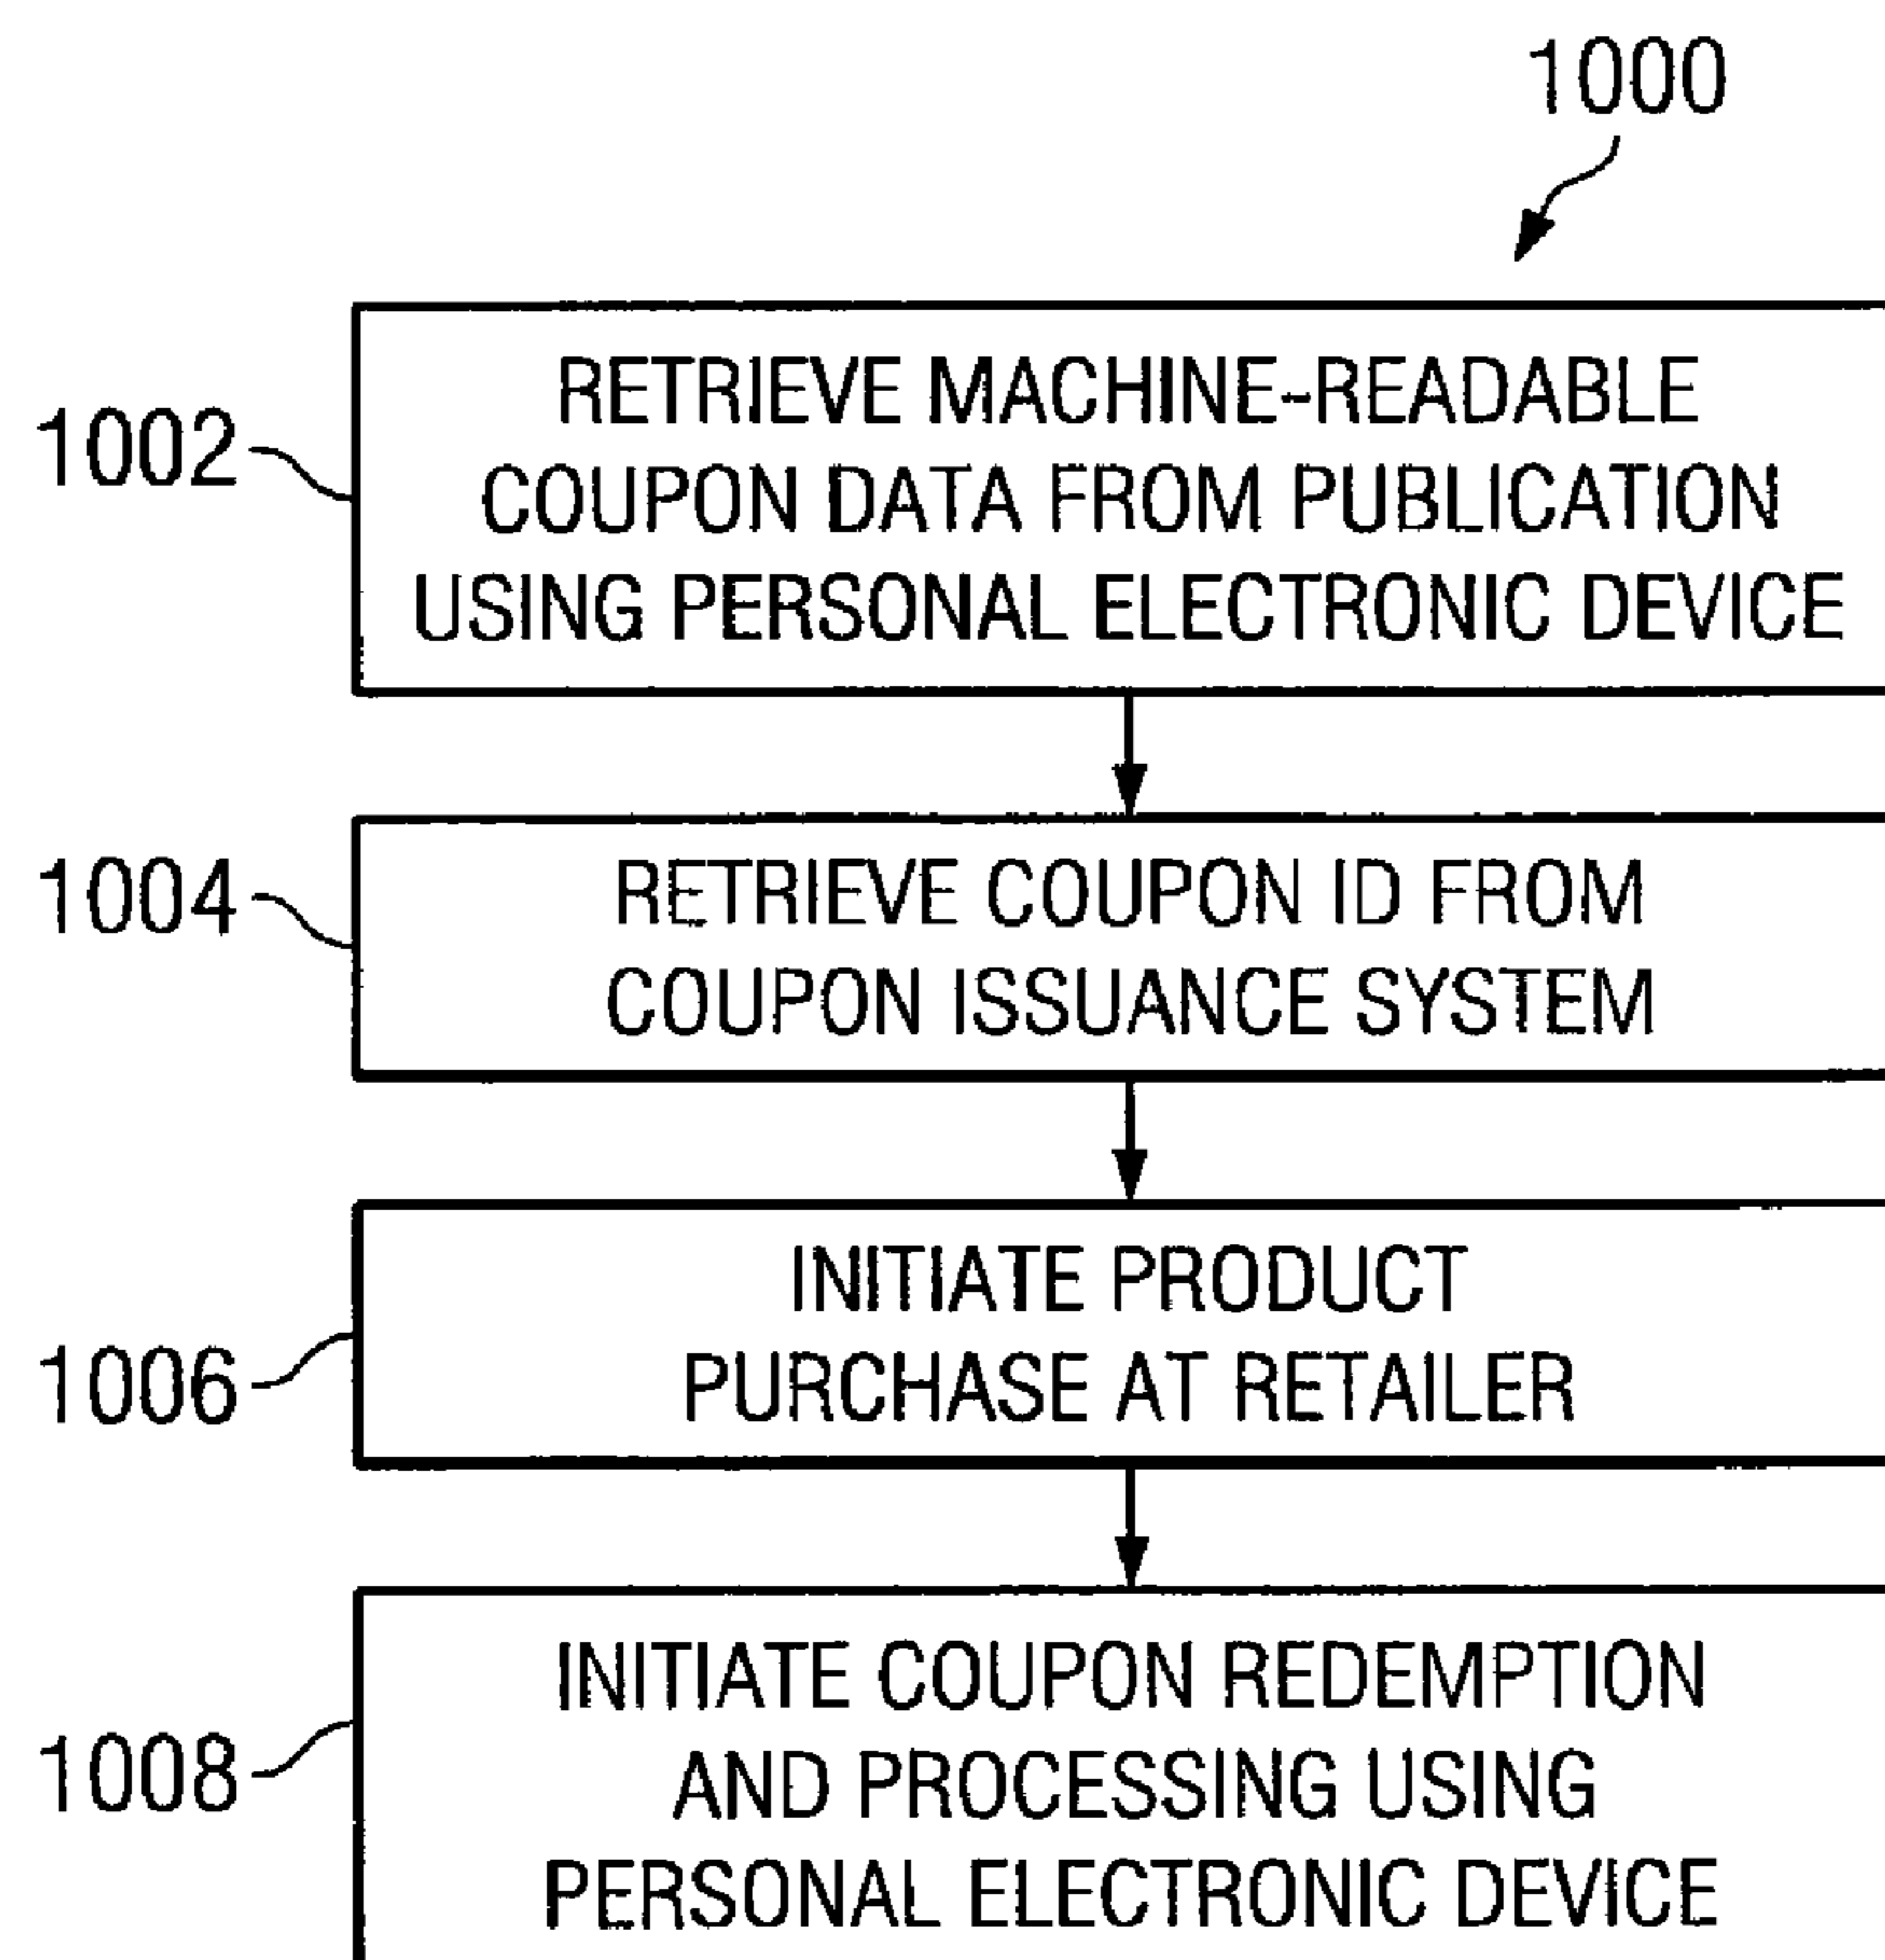 1000
1002
RETRIEVE MACHINE-READABLE
COUPON DATA FROM PUBLICATION
USING PERSONAL ELECTRONIC DEVICE
1004
RETRIEVE COUPON ID FROM
COUPON ISSUANCE SYSTEM
1006
INITIATE PRODUCT
PURCHASE AT RETAILER
1008
INITIATE COUPON REDEMPTION
AND PROCESSING USING
PERSONAL ELECTRONIC DEVICE